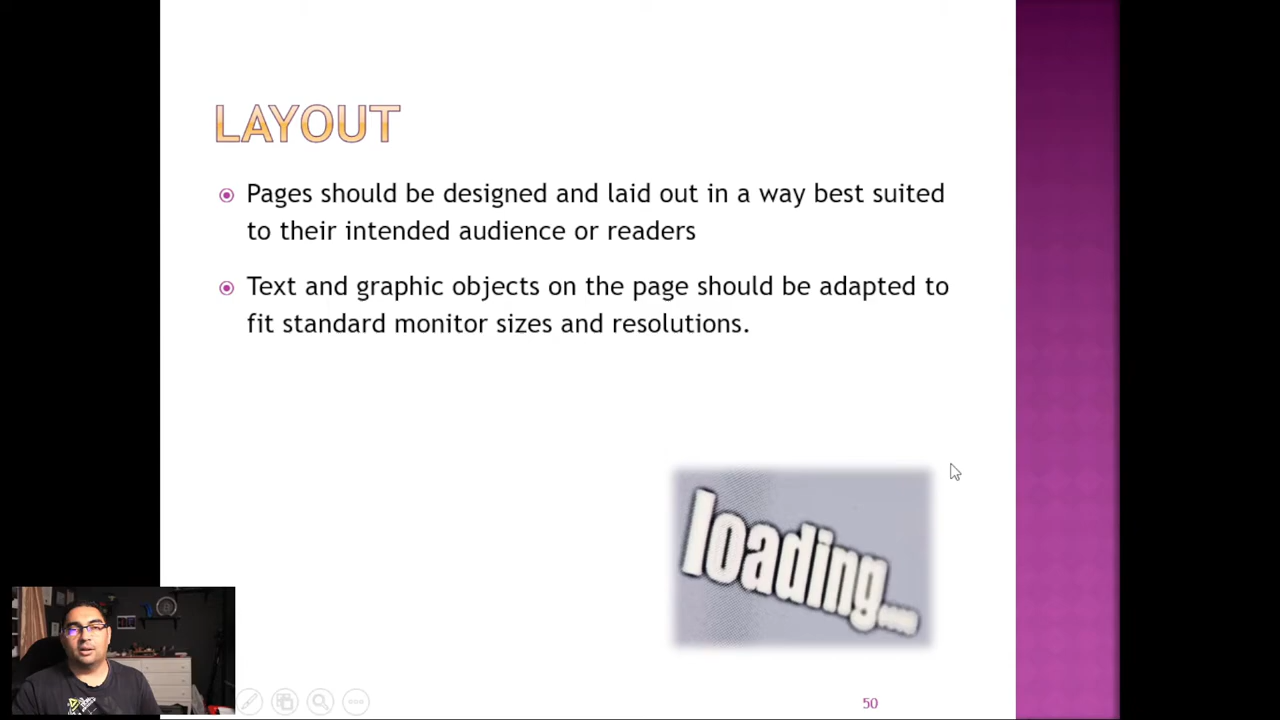 LAYOUT
Pages should be designed and laid out in a way best suited
to their intended audience or readers
Text and graphic objects on the page should be adapted to
fit standard monitor sizes and resolutions.
loading....
50